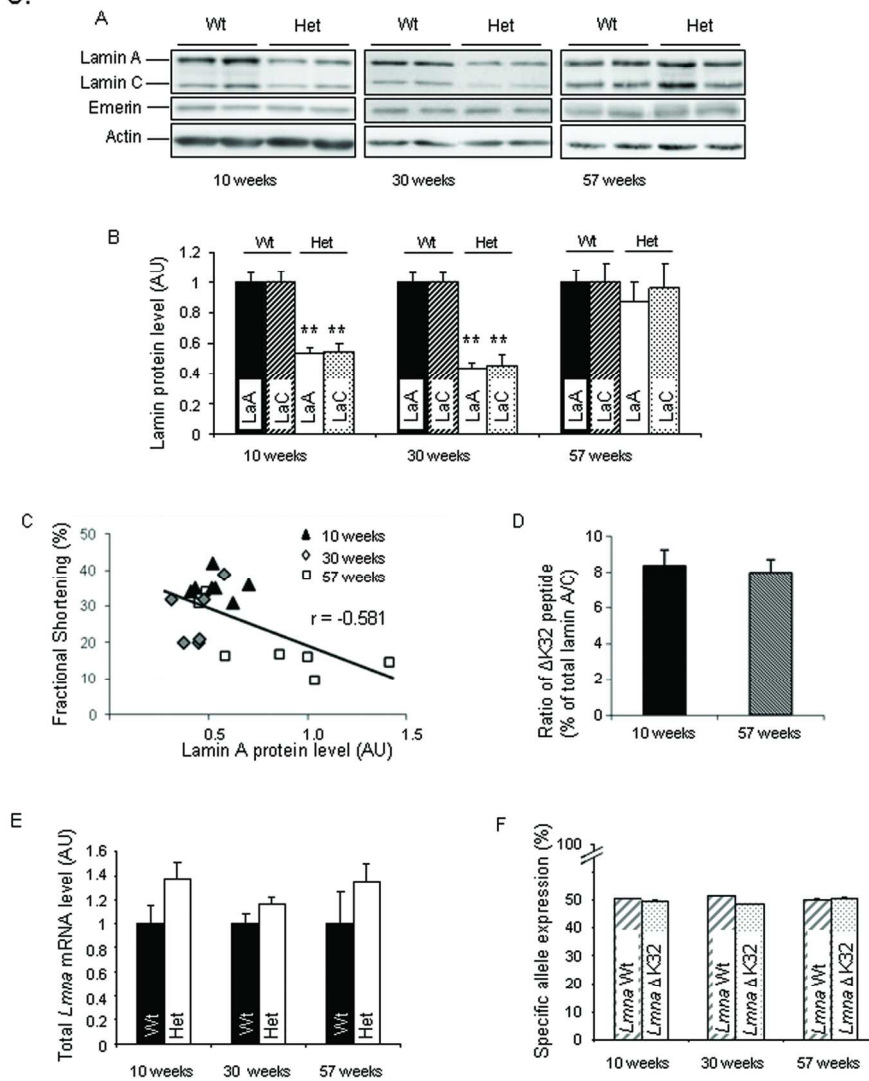 A
Wt Het Wt Het Wt Het
Lamin A
Lamin C
Emerin
Actin
10 weeks 30 weeks 57 weeks
B
Lamin protein level (AU)
1.2
1
0.8
0.6
0.4
0.2
0
Wt Het Wt Het Wt Het
** ** ** **
LaA LaC LaA LaC LaA LaC LaA LaC LaA LaC LaA LaC
10 weeks 30 weeks 57 weeks
C
Fractional Shortening (%)
50
40
30
20
10
0
10 weeks
30 weeks
57 weeks
r = -0.581
0.5 1.0 1.5
Lamin A protein level (AU)
D
Ratio of ΔK32 peptide
(% of total lamin A/C)
10
8
6
4
2
0
10 weeks 57 weeks
E
Total Lmna mRNA level (AU)
1.6
1.4
1.2
1
0.8
0.6
0.4
0.2
0
Wt Het Wt Het Wt Het
10 weeks 30 weeks 57 weeks
F
Specific allele expression (%)
100
50
40
30
20
10
0
Lmna Wt Lmna ΔK32 Lmna Wt Lmna ΔK32 Lmna Wt Lmna ΔK32
10 weeks 30 weeks 57 weeks